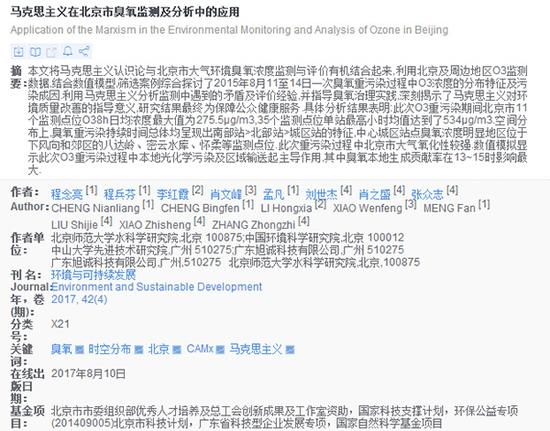 马克思主义在北京市臭氧监测及分析中的应用
Application of the Marxism in the Environmental Monitoring and Analysis of Ozone in Beijing
摘 本文将马克思主义认识论与北京市大气环境臭氧浓度监测与评价有机结合起来,利用北京及周边地区O3监测
要: 数据,结合数值模型,筛选案例综合探讨了2015年8月11至14日一次臭氧重污染过程中O3浓度的分布特征及污
染成因,利用马克思主义分析监测中遇到的矛盾及评价经验,并指导臭氧治理实践,深刻揭示了马克思主义对环
境质量改善的指导意义,研究结果最终为保障公众健康服务.具体分析结果表明:此次O3重污染期间北京市11
个监测点位O38h日均浓度最大值为275.5μg/m3,35个监测点位单站最高小时均值达到了534μg/m3.空间分
布上,臭氧重污染持续时间总体均呈现出南部站>北部站>城区站的特征,中心城区站点臭氧浓度明显地区位于
下风向和郊区的八达岭、密云水库、怀柔等监测点位.此次重污染过程中北京市大气氧化性较强.数值模拟显
示此次O3重污染过程中本地光化学污染及区域输送起主导作用,其中臭氧本地生成贡献率在13~15时影响最
大.
作者: 程念亮 [1] 程兵芬 [1] 李红霞 [2] 肖文峰 [3] 孟凡 [1] 刘世杰 [4] 肖之盛 [4] 张众志 [4]
Author: CHENG Nianliang [1] CHENG Bingfen [1] LI Hongxia [2] XIAO Wenfeng [3] MENG Fan [1]
LIU Shijie [4] XIAO Zhisheng [4] ZHANG Zhongzhi [4]
作者单 北京师范大学水科学研究院,北京 100875;中国环境科学研究院,北京 100012
位: 中山大学先进技术研究院,广州 510275;广东旭诚科技有限公司,广州 510275
广东旭诚科技有限公司,广州,510275 北京师范大学水科学研究院,北京,100875
刊 名: 环境与可持续发展
Journal: Environment and Sustainable Development
年，卷 2017, 42(4)
(期):
分类 X21
号:
关键 臭氧 时空分布 北京 CAMx 马克思主义
词:
在线出 2017年8月10日
版日
期:
基金项 北京市市委组织部优秀人才培养及总工会创新成果及工作室资助，国家科技支撑计划，环保公益专项
目: (201409005)北京市科技计划，广东省科技型企业发展专项，国家自然科学基金项目